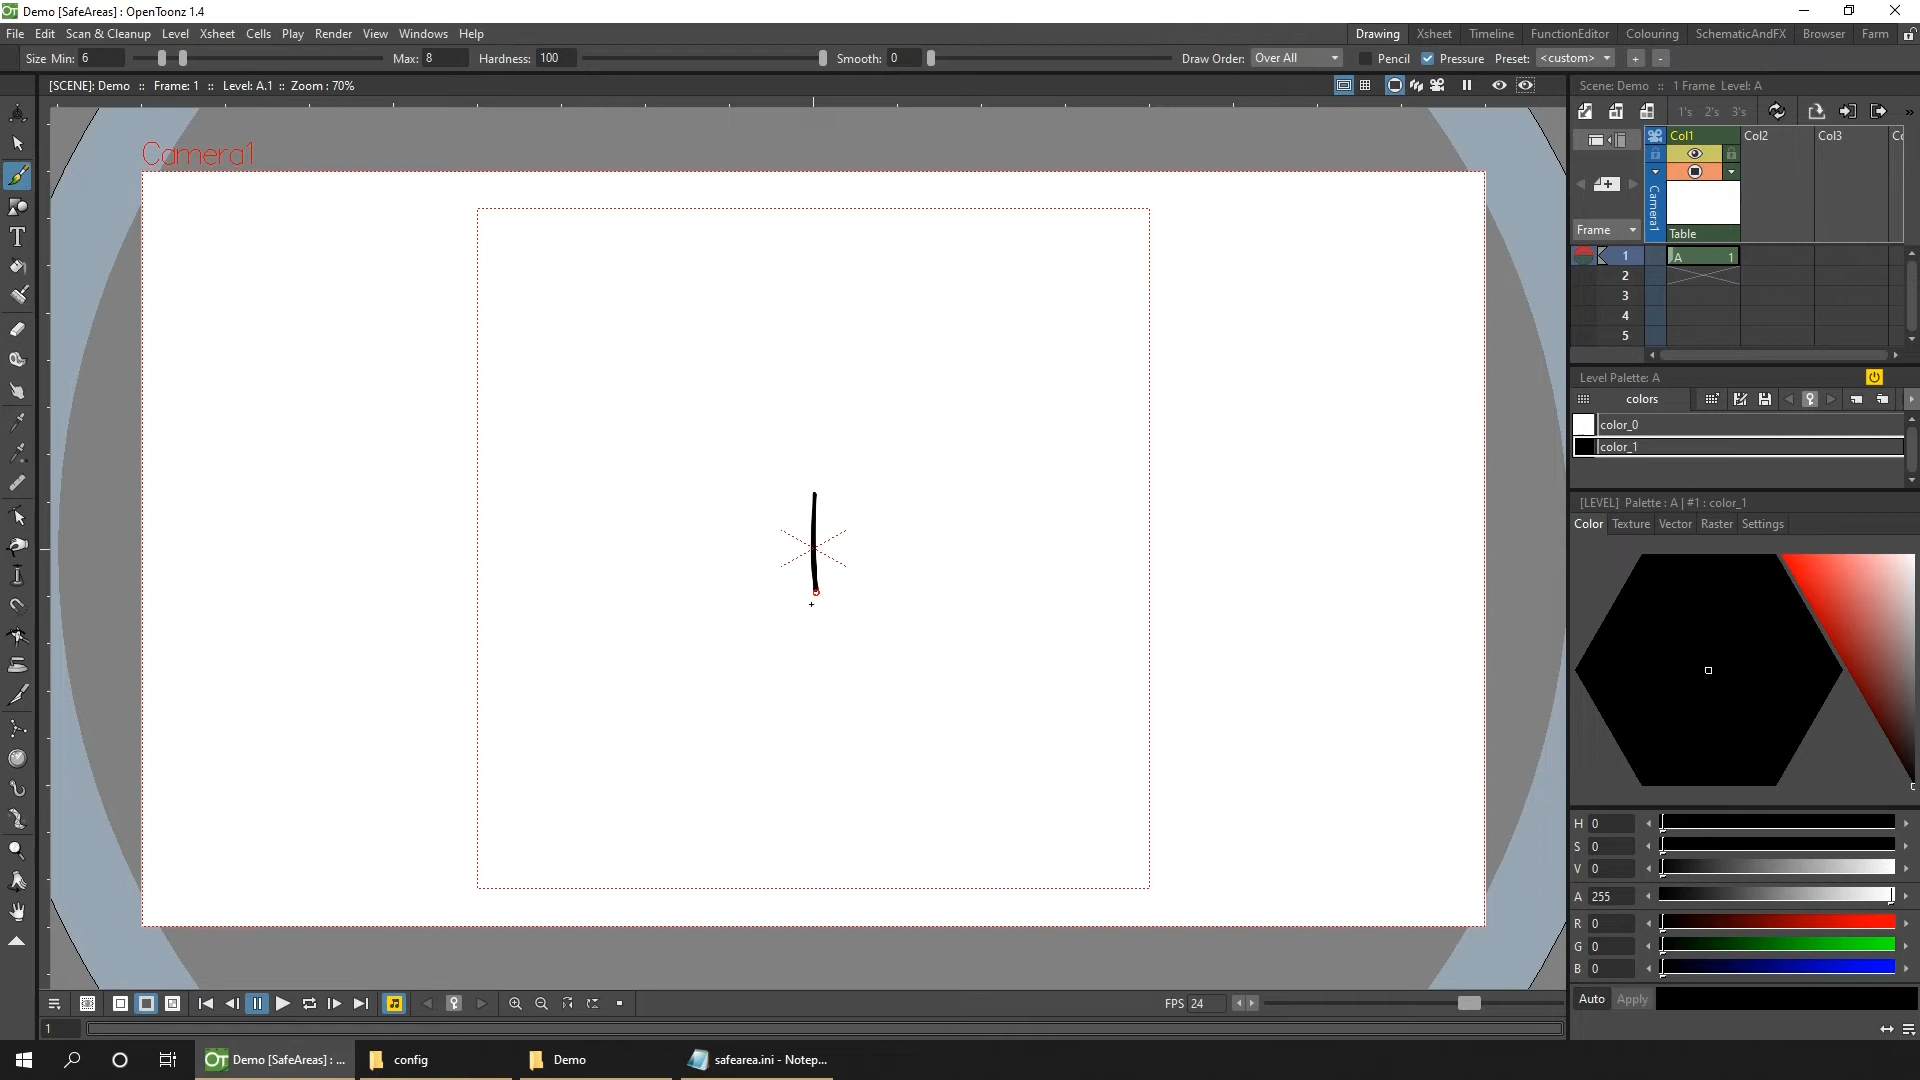 Demo [SafeAreas] : OpenToonz 1.4
File Edit Scan & Cleanup Level Xsheet Cells Play Render View Windows Help
Drawing Xsheet Timeline FunctionEditor Colouring SchematicAndFX Browser Farm
Size Min: 6 Max: 8 Hardness: 100 Smooth: 0 Draw Order: Over All Pencil Pressure Preset: <custom> + -
[SCENE]: Demo :: Frame: 1 :: Level: A.1 :: Zoom : 70%
Scene: Demo :: 1 Frame Level: A
1's 2's 3's
Col1 Col2 Col3
Camera1
Camera1
Frame
Table
1 A 1
2
3
4
5
Level Palette: A
colors
color_0
color_1
[LEVEL] Palette : A | #1 : color_1
Color Texture Vector Raster Settings
H 0
S 0
V 0
A 255
R 0
G 0
B 0
FPS 24
Auto Apply
1
Demo [SafeAreas] : ...
config
Demo
safearea.ini - Notep...